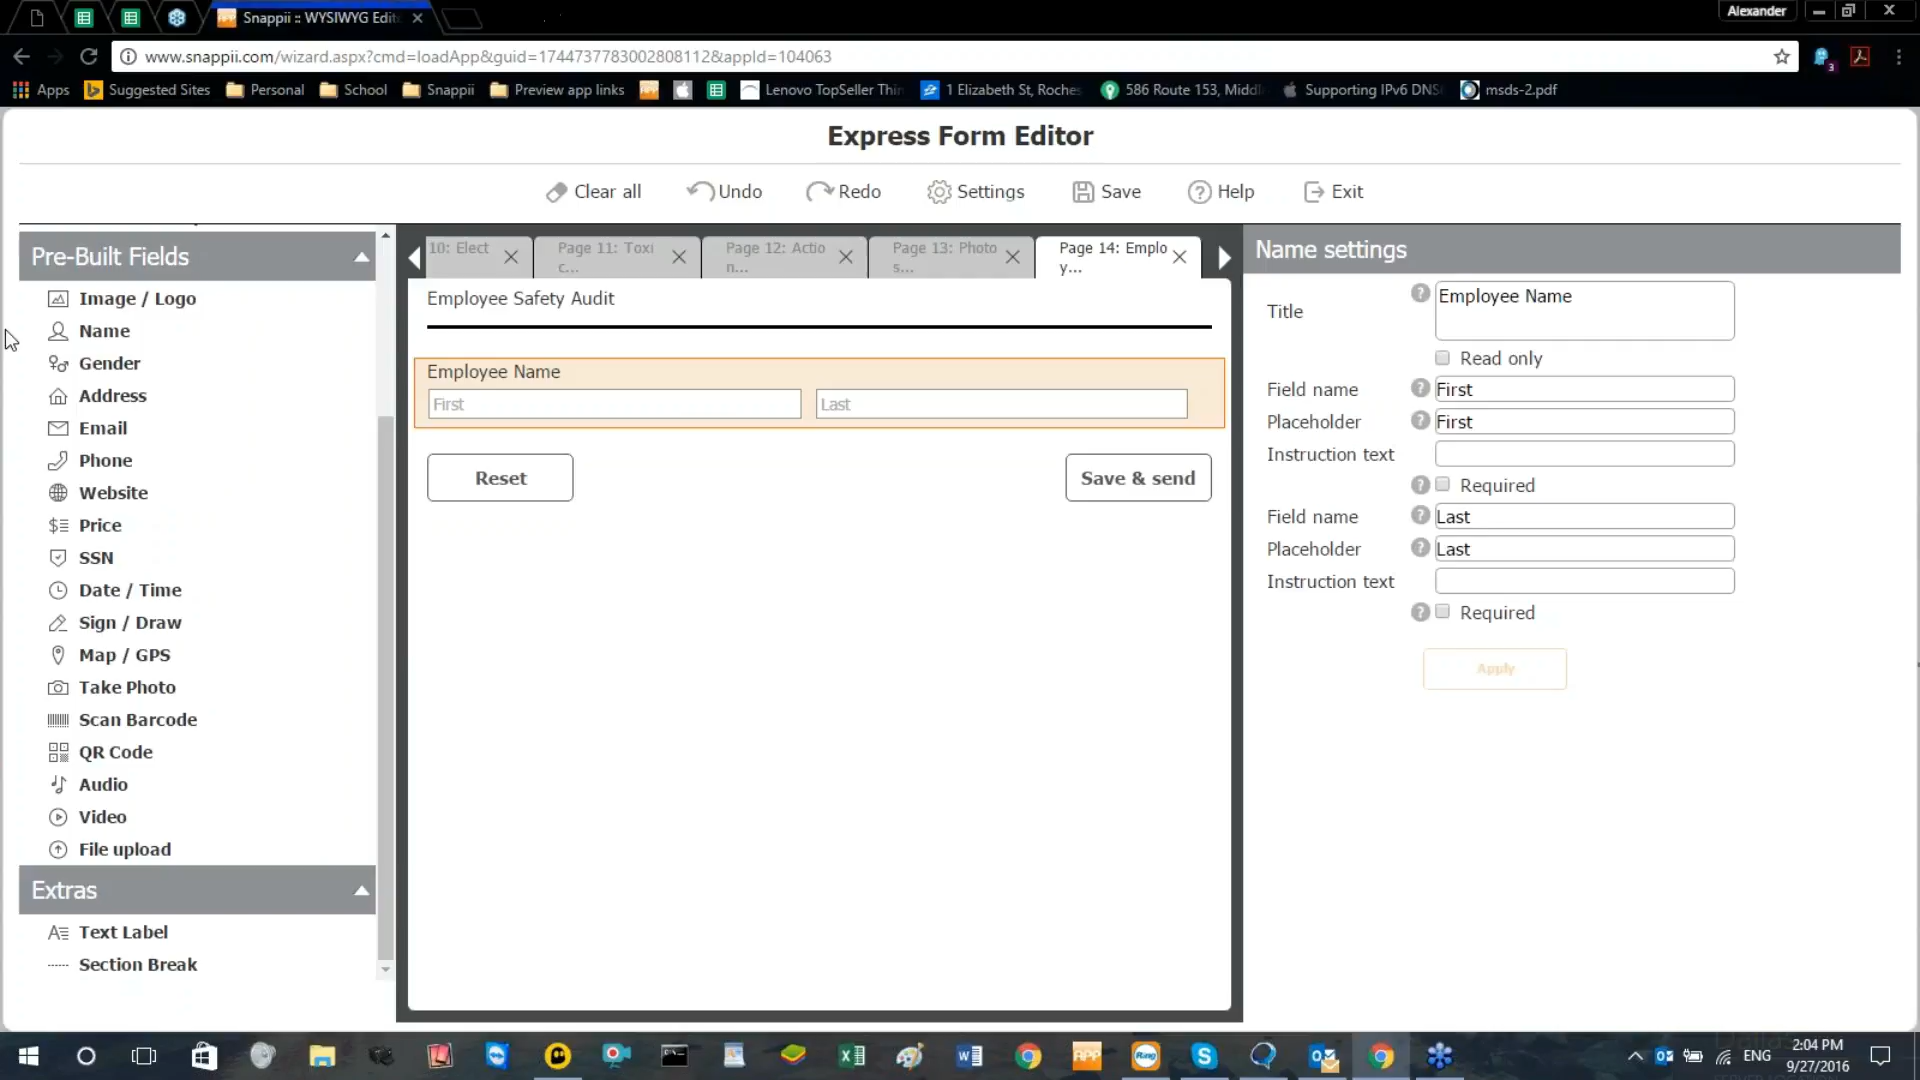 Snappii :: WYSIWYG Edit
Alexander
www.snappii.com/wizard.aspx?cmd=loadApp&guid=1744737783002808112&appId=104063
3
Apps
Suggested Sites
Personal
School
Snappii
Preview app links
Lenovo TopSeller Thin
1 Elizabeth St, Roches
586 Route 153, Middl
Supporting IPv6 DNS
msds-2.pdf
Express Form Editor
Clear all
Undo
Redo
Settings
Save
Help
Exit
Pre-Built Fields
Image / Logo
Name
Gender
Address
Email
Phone
Website
Price
SSN
Date / Time
Sign / Draw
Map / GPS
Take Photo
Scan Barcode
QR Code
Audio
Video
File upload
Extras
Text Label
Section Break
10: Elect
Page 11: Toxi
c...
Page 12: Actio
n...
Page 13: Photo
s...
Page 14: Emplo
y...
Employee Safety Audit
Employee Name
First
Last
Reset
Save & send
Name settings
Title
Employee Name
Read only
Field name
First
Placeholder
First
Instruction text
Required
Field name
Last
Placeholder
Last
Instruction text
Required
Apply
APP
Ring
ENG
2:04 PM
9/27/2016